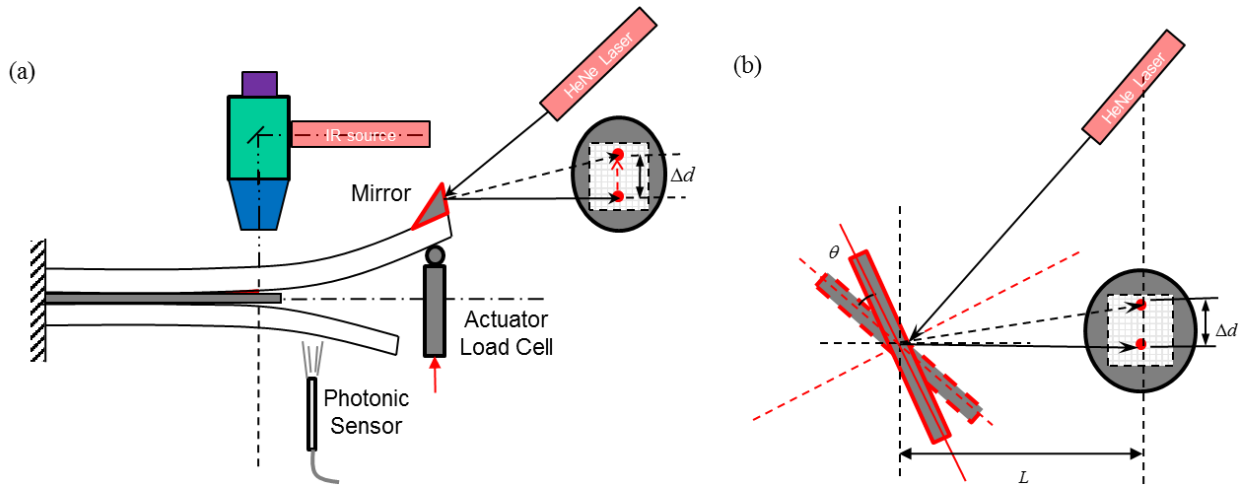 (a)
HeNe Laser
IR source
Mirror
Δd
Actuator
Load Cell
Photonic
Sensor
(b)
HeNe Laser
θ
Δd
L